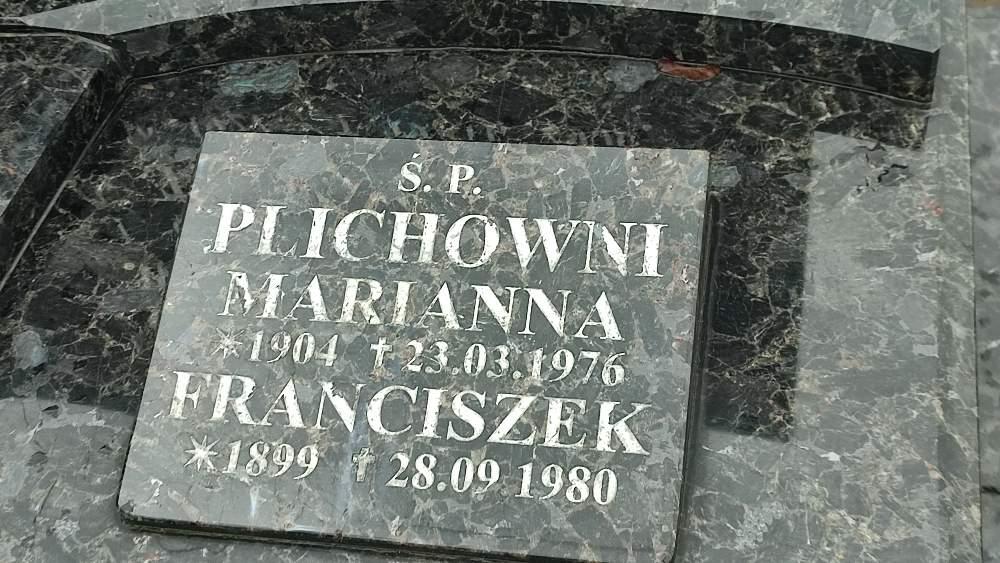 Ś. P.
PLICHOWNI
MARIANNA
*1904 †23.03.1976
FRANCISZEK
*1899 †28.09 1980